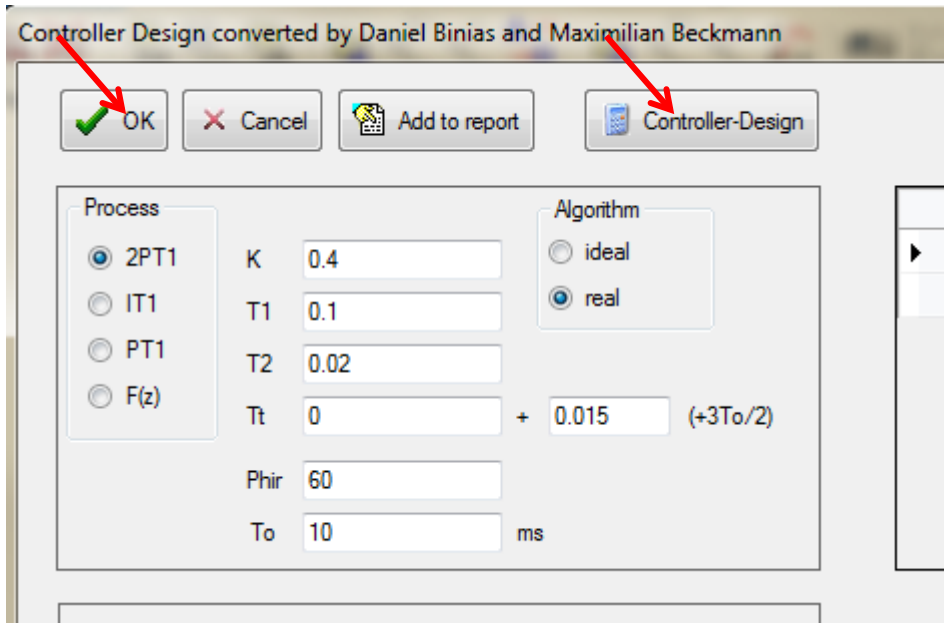 Controller Design converted by Daniel Binias and Maximilian Beckmann
OK Cancel Add to report Controller-Design
Process
2PT1
IT1
PT1
F(z)
K 0.4
T1 0.1
T2 0.02
Tt 0 + 0.015 (+3To/2)
Phir 60
To 10 ms
Algorithm
ideal
real